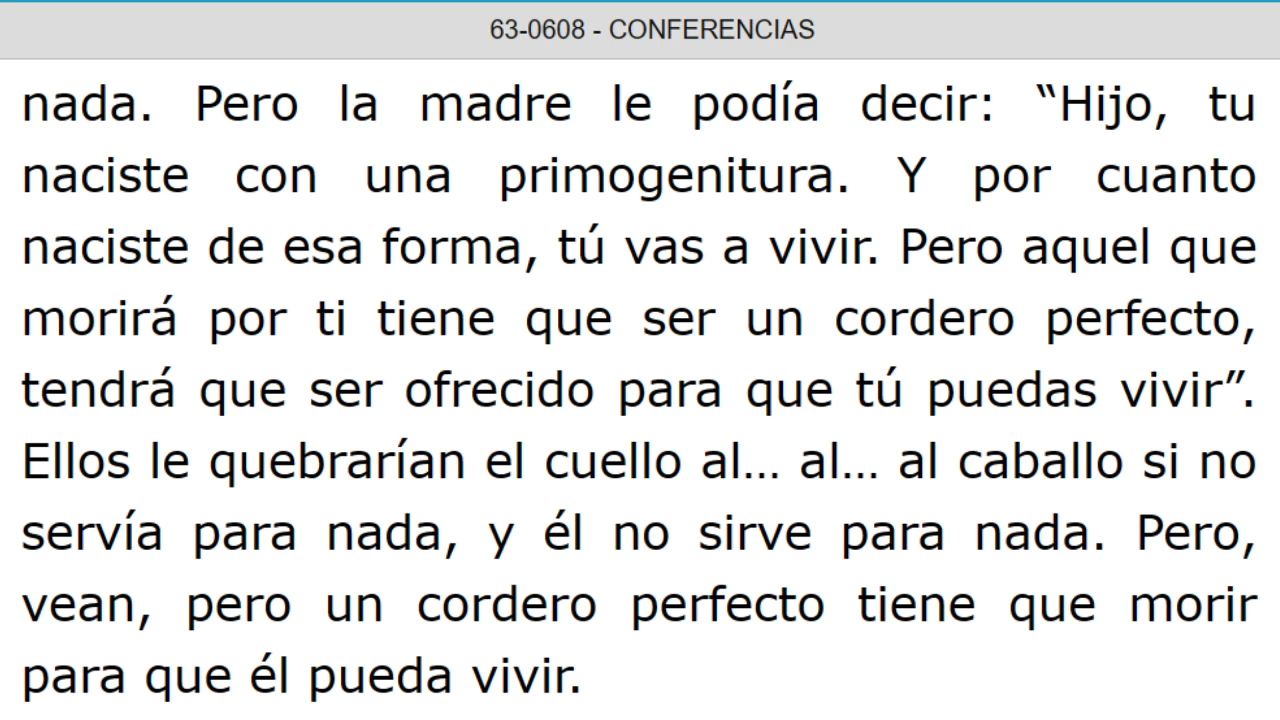 63-0608 - CONFERENCIAS
nada. Pero la madre le podía decir: “Hijo, tu
naciste con una primogenitura. Y por cuanto
naciste de esa forma, tú vas a vivir. Pero aquel que
morirá por ti tiene que ser un cordero perfecto,
tendrá que ser ofrecido para que tú puedas vivir”.
Ellos le quebrarían el cuello al... al... al caballo si no
servía para nada, y él no sirve para nada. Pero,
vean, pero un cordero perfecto tiene que morir
para que él pueda vivir.